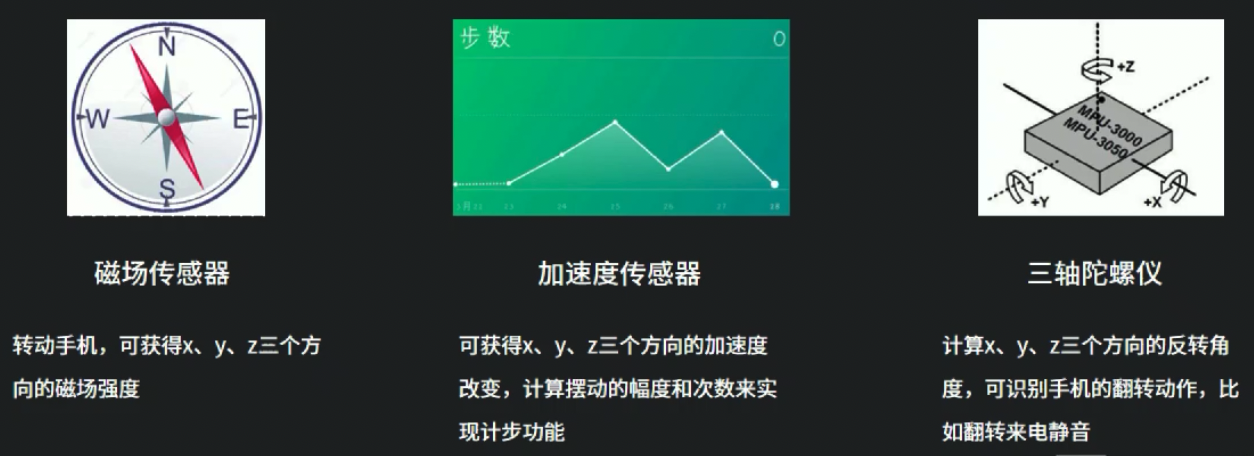 N
W
E
S
步数
0
23
24
25
26
27
28
+Z
MPU-3000
MPU-3050
+Y
+X
磁场传感器
加速度传感器
三轴陀螺仪
转动手机，可获得x、y、z三个方
向的磁场强度
可获得x、y、z三个方向的加速度
改变，计算摆动的幅度和次数来实
现计步功能
计算x、y、z三个方向的反转角
度，可识别手机的翻转动作，比
如翻转来电静音